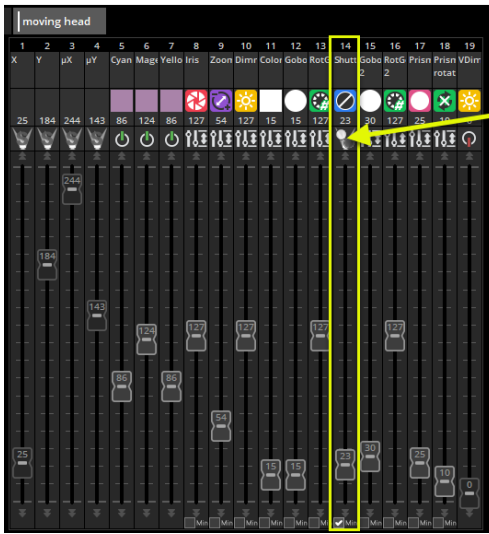 moving head
1 2 3 4 5 6 7 8 9 10 11 12 13 14 15 16 17 18 19
X Y µX µY Cyan Mage Yello Iris Zoon Dimr Color Gobo RotG Shutt Gobo RotG Prisn Prisn VDim
2 2 rotat
25 184 244 143 86 124 86 127 54 127 15 15 127 23 30 127 25 10 0
244
184
143
127 127 127 127
124
86 86
54
30
25 23 25
15 15 10
0
Min Min Min Min Min Min Min Min Min Min Min